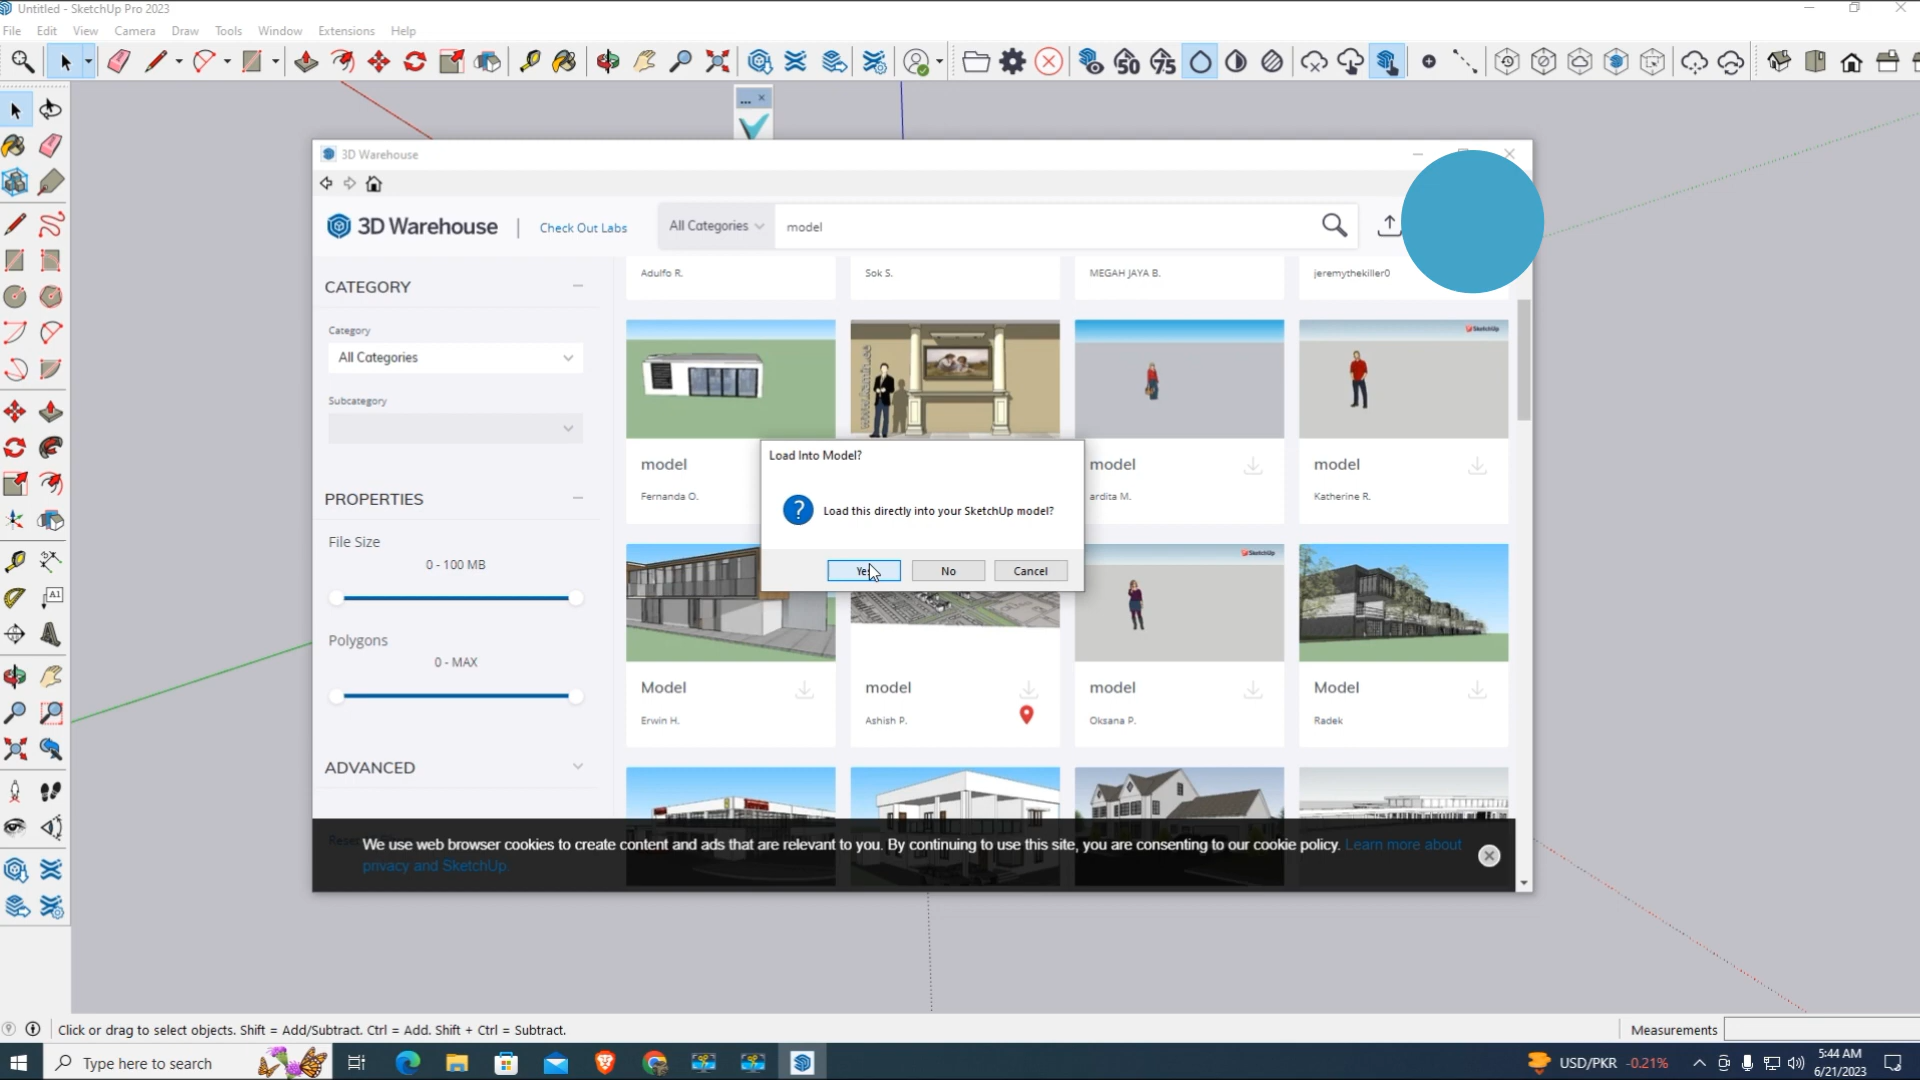 Untitled - SketchUp Pro 2023
File Edit View Camera Draw Tools Window Extensions Help
50 75
...
3D Warehouse
3D Warehouse | Check Out Labs All Categories model
Adulfo R. Sok S. MEGAH JAYA B. jeremythekiller0
CATEGORY
Category
All Categories
Subcategory
PROPERTIES
File Size
0 - 100 MB
Polygons
0 - MAX
ADVANCED
SketchUp
model
Fernanda O.
model
ardita M.
model
Katherine R.
Load Into Model?
? Load this directly into your SketchUp model?
Yes No Cancel
SketchUp
Model
Erwin H.
model
Ashish P.
model
Oksana P.
Model
Radek
We use web browser cookies to create content and ads that are relevant to you. By continuing to use this site, you are consenting to our cookie policy. Learn more about
privacy and SketchUp.
A1
Click or drag to select objects. Shift = Add/Subtract. Ctrl = Add. Shift + Ctrl = Subtract.
Measurements
Type here to search
USD/PKR -0.21%
5:44 AM
6/21/2023